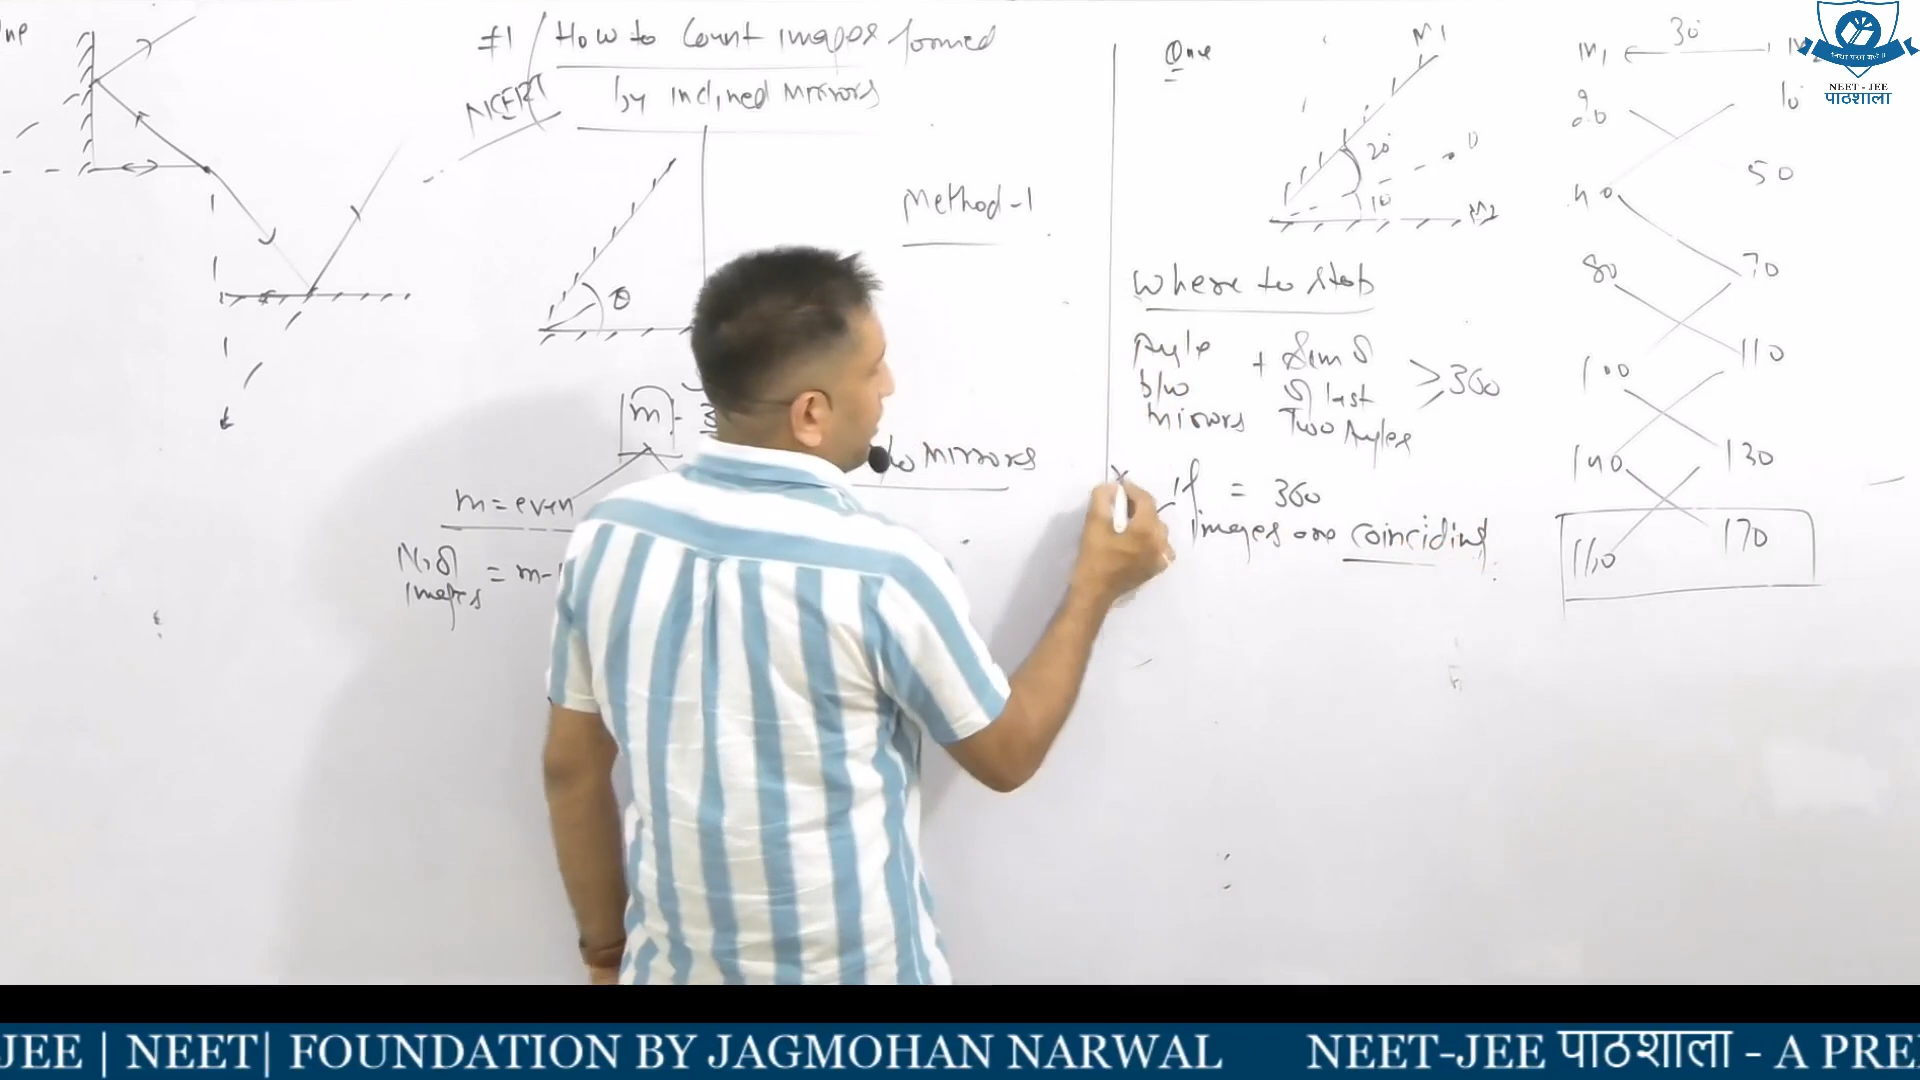 #1 How to Count images formed
by inclined Mirrors
NCERT
Method-1
θ
m =
m = even
No of
images = m-1
b/w Mirrors
One
M1
20°
O
10°
M2
Where to stop
Angle
b/w
mirrors
+ Sum of
of last
Two Angles
> 360
If = 360
images are coinciding
M1 30°
20 10°
40 50
80 70
100 110
140 130
160 170
NEET - JEE
पाठशाला
JEE | NEET| FOUNDATION BY JAGMOHAN NARWAL NEET-JEE पाठशाला - A PRE